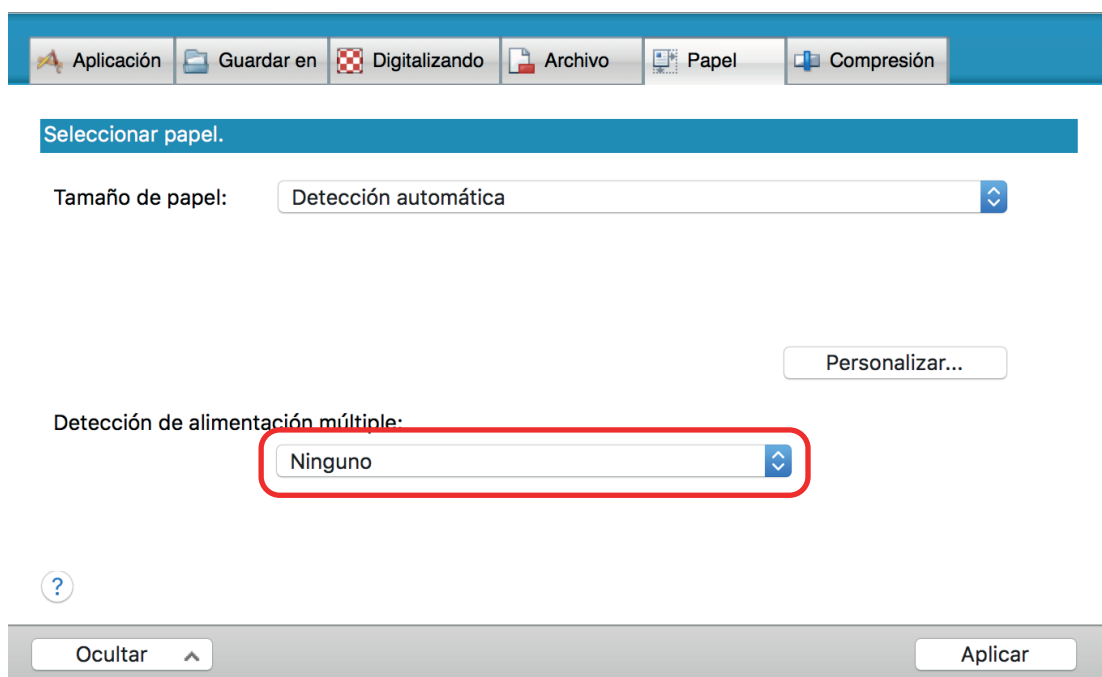 Aplicación Guardar en Digitalizando Archivo Papel Compresión
Seleccionar papel.
Tamaño de papel: Detección automática
Personalizar...
Detección de alimentación múltiple:
Ninguno
?
Ocultar Aplicar